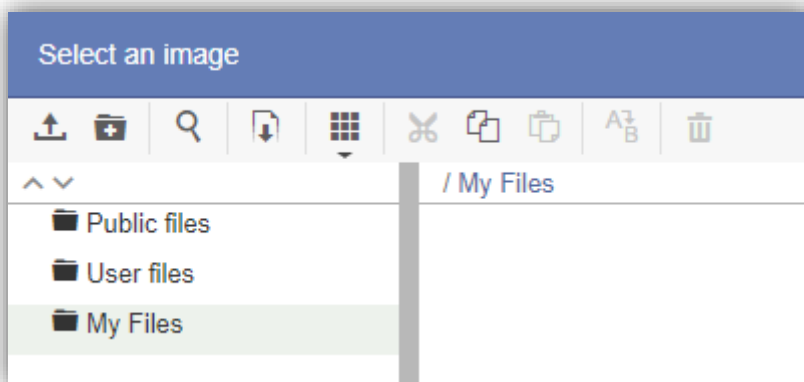 Select an image
A
B
/ My Files
Public files
User files
My Files